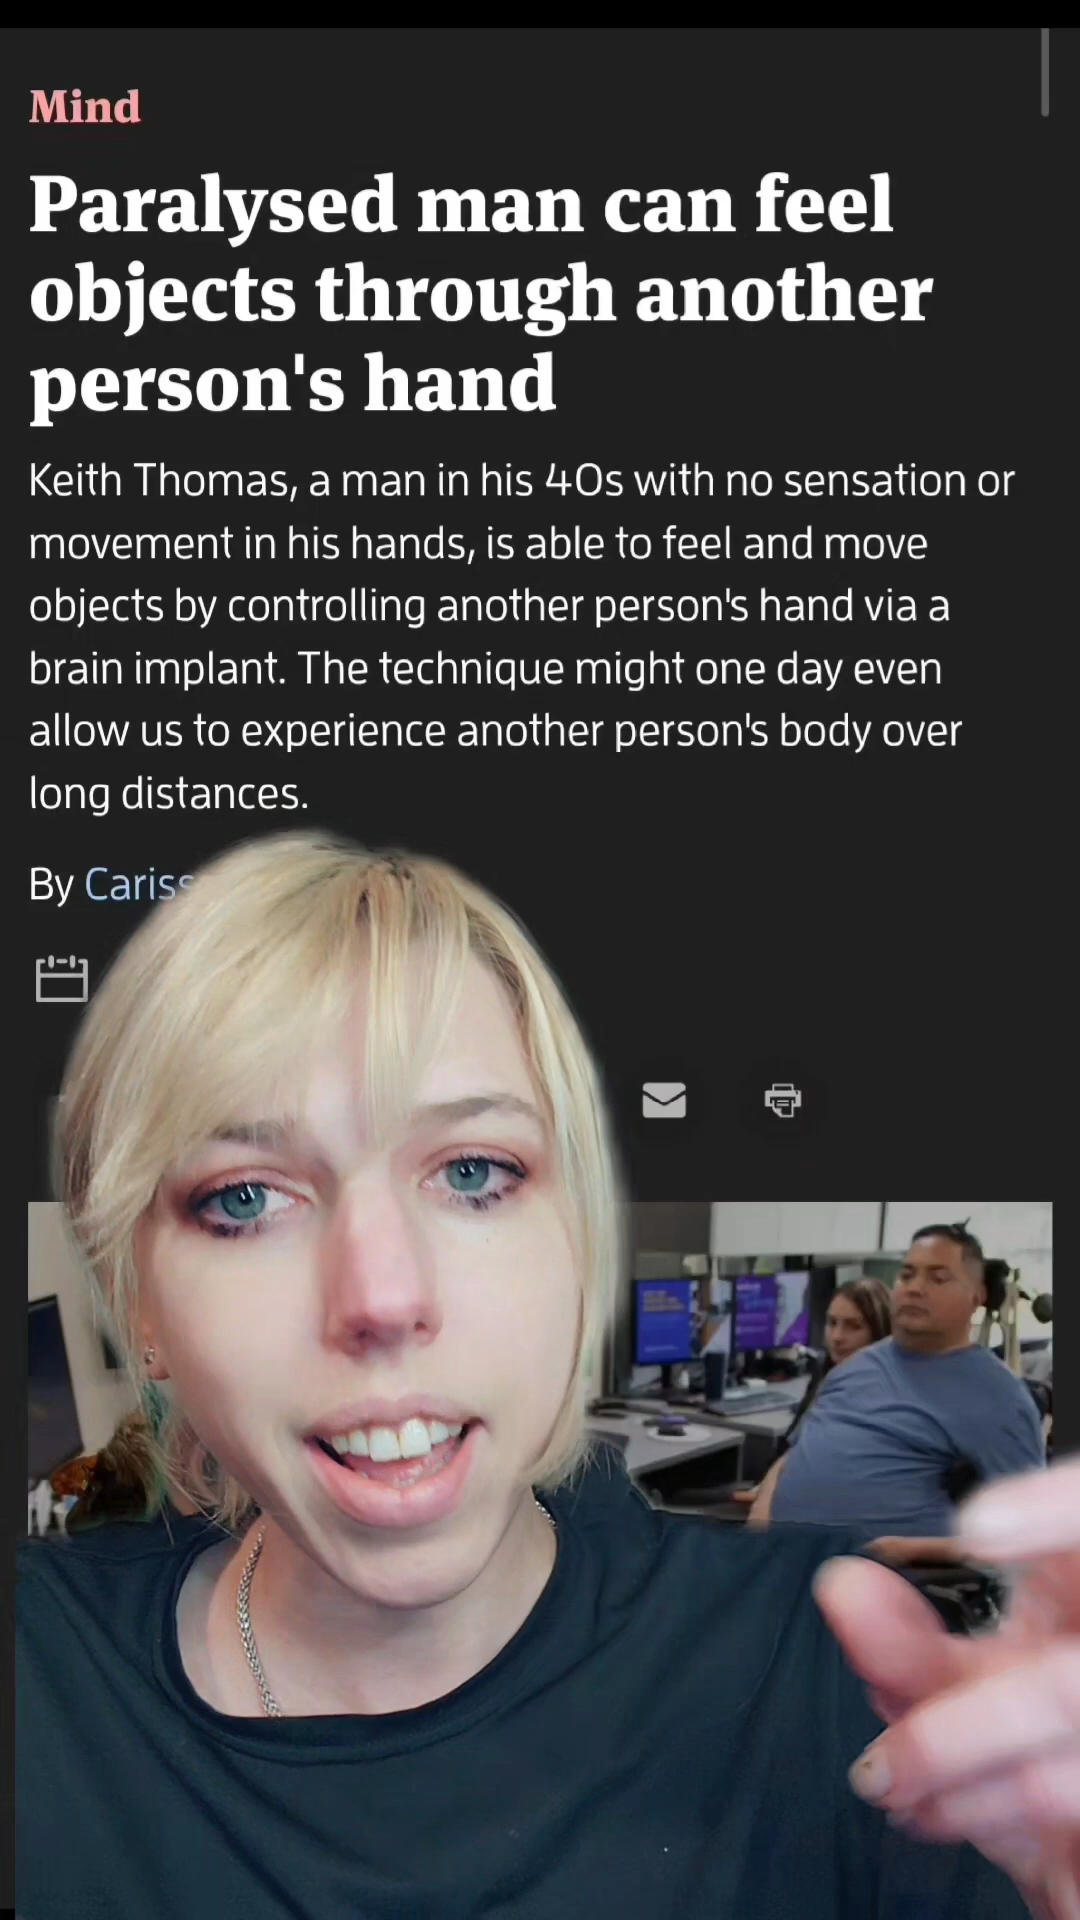 Mind
Paralysed man can feel
objects through another
person's hand
Keith Thomas, a man in his 40s with no sensation or
movement in his hands, is able to feel and move
objects by controlling another person's hand via a
brain implant. The technique might one day even
allow us to experience another person's body over
long distances.
By